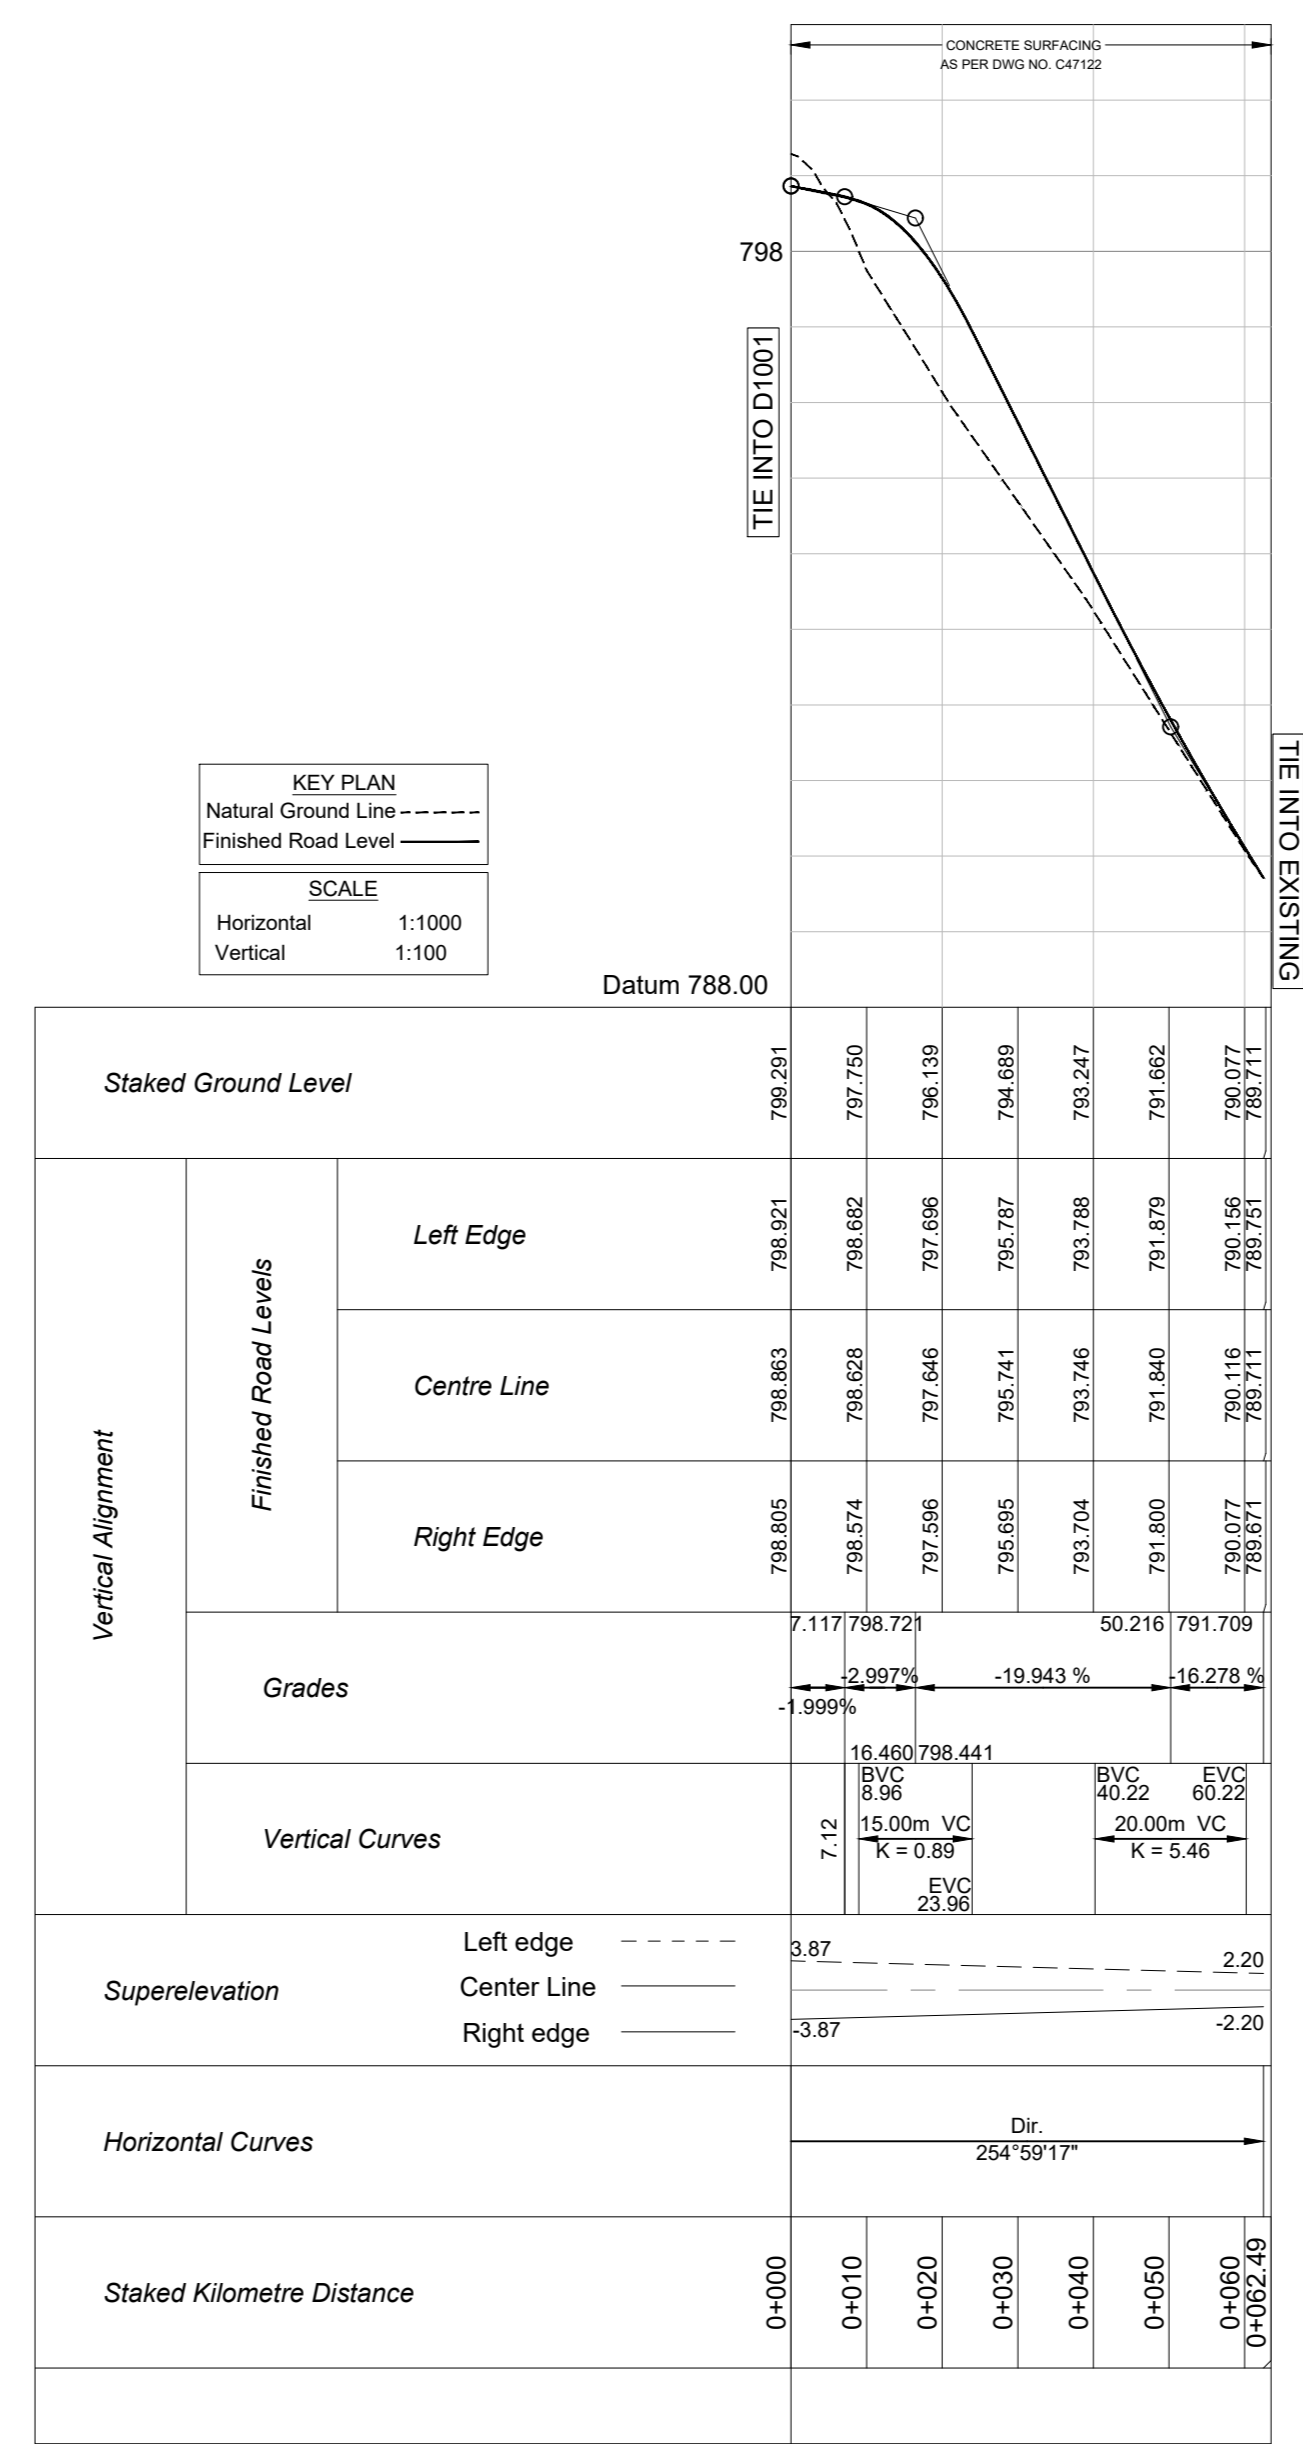 CONCRETE SURFACING
AS PER DWG NO. C47122
798
TIE INTO D1001
TIE INTO EXISTING
KEY PLAN
Natural Ground Line
Finished Road Level
SCALE
Horizontal 1:1000
Vertical 1:100
Datum 788.00
Staked Ground Level 799.291 797.750 796.139 794.689 793.247 791.662 790.077 789.711
Vertical Alignment
Finished Road Levels
Left Edge 798.921 798.682 797.696 795.787 793.788 791.879 790.156 789.751
Centre Line 798.863 798.628 797.646 795.741 793.746 791.840 790.116 789.711
Right Edge 798.805 798.574 797.596 795.695 793.704 791.800 790.077 789.671
Grades
7.117 798.721 50.216 791.709
-2.997% -19.943 % -16.278 %
-1.999%
16.460 798.441
Vertical Curves
BVC BVC EVC
8.96 40.22 60.22
7.12
15.00m VC 20.00m VC
K = 0.89 K = 5.46
EVC
23.96
Superelevation
Left edge
Center Line
Right edge
3.87 2.20
-3.87 -2.20
Horizontal Curves
Dir.
254°59'17"
Staked Kilometre Distance 0+000 0+010 0+020 0+030 0+040 0+050 0+060 0+062.49